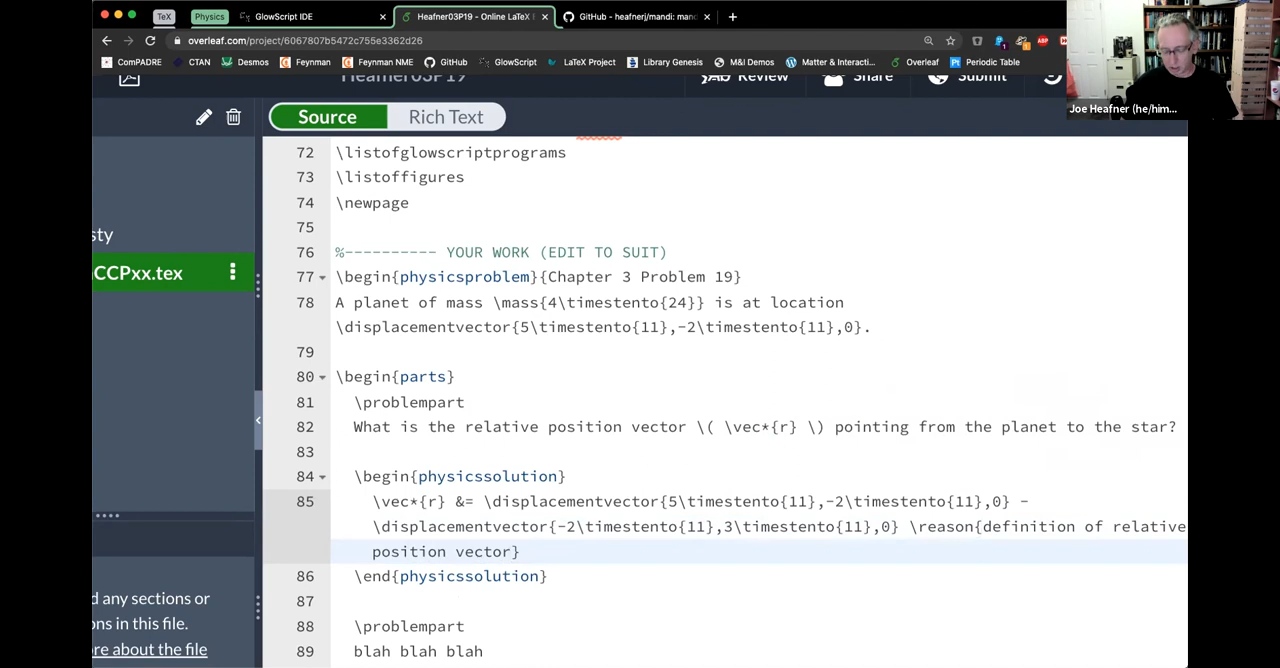 TeX Physics GlowScript IDE Heafner03P19 - Online LaTeX E GitHub - heafnerj/mandi: manc
overleaf.com/project/6067807b5472c755e3362d26
ComPADRE CTAN Desmos Feynman Feynman NME GitHub GlowScript LaTeX Project Library Genesis M&I Demos Matter & Interacti... Overleaf Periodic Table
Heafner03P19 Review Share Submit
Joe Heafner (he/him...
Source Rich Text
72 \listofglowscriptprograms
73 \listoffigures
74 \newpage
75
sty
76 %---------- YOUR WORK (EDIT TO SUIT)
CCPxx.tex
77 \begin{physicsproblem}{Chapter 3 Problem 19}
78 A planet of mass \mass{4\timestento{24}} is at location
\displacementvector{5\timestento{11},-2\timestento{11},0}.
79
80 \begin{parts}
81 \problempart
82 What is the relative position vector \( \vec*{r} \) pointing from the planet to the star?
83
84 \begin{physicssolution}
85 \vec*{r} &= \displacementvector{5\timestento{11},-2\timestento{11},0} -
\displacementvector{-2\timestento{11},3\timestento{11},0} \reason{definition of relative
position vector}
86 \end{physicssolution}
87
88 \problempart
89 blah blah blah
d any sections or
ons in this file.
ore about the file